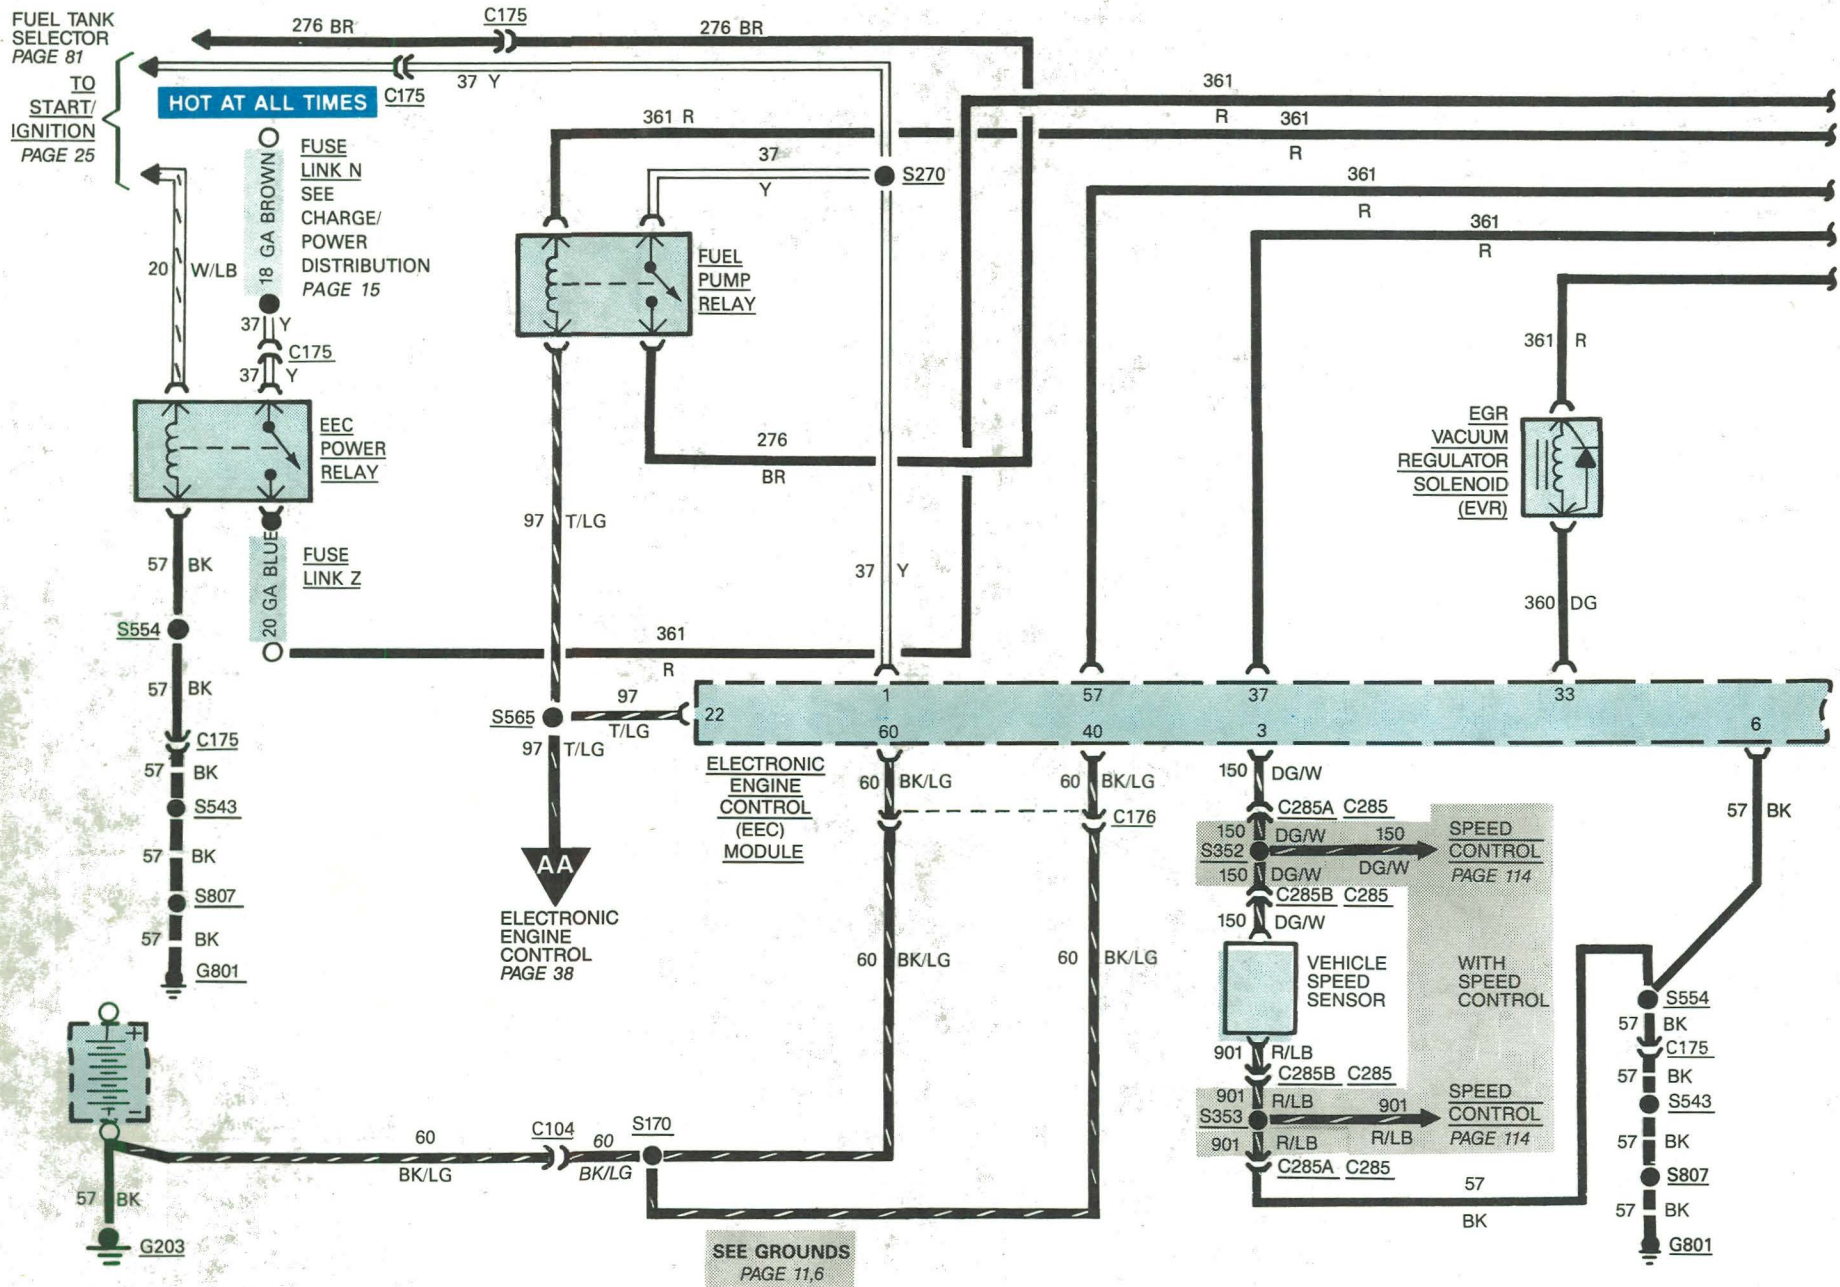 FUEL TANK
SELECTOR
PAGE 81
TO
START/
IGNITION
PAGE 25
276 BR
C175
276 BR
37 Y
C175
HOT AT ALL TIMES
18 GA BROWN
FUSE
LINK N
SEE
CHARGE/
POWER
DISTRIBUTION
PAGE 15
20 W/LB
37 Y
C175
37 Y
EEC
POWER
RELAY
57 BK
20 GA BLUE
FUSE
LINK Z
S554
57 BK
C175
57 BK
S543
57 BK
S807
57 BK
G801
361 R
37
Y
S270
FUEL
PUMP
RELAY
276
BR
97 T/LG
37 Y
361
R
361
R
361
R
361
R
361
R
361 R
EGR
VACUUM
REGULATOR
SOLENOID
(EVR)
360 DG
S565
97
T/LG
97 T/LG
22
1
57
37
33
60
40
3
6
ELECTRONIC
ENGINE
CONTROL
(EEC)
MODULE
AA
ELECTRONIC
ENGINE
CONTROL
PAGE 38
60 BK/LG
60 BK/LG
C176
60 BK/LG
60 BK/LG
150 DG/W
C285A C285
150 DG/W
150
DG/W
S352
150 DG/W
C285B C285
150 DG/W
SPEED
CONTROL
PAGE 114
VEHICLE
SPEED
SENSOR
WITH
SPEED
CONTROL
901 R/LB
C285B C285
901 R/LB
901
R/LB
S353
901 R/LB
C285A C285
SPEED
CONTROL
PAGE 114
57
BK
57 BK
S554
57 BK
C175
57 BK
S543
57 BK
S807
57 BK
G801
+
-
60
BK/LG
C104
60
BK/LG
S170
57 BK
G203
SEE GROUNDS
PAGE 11,6